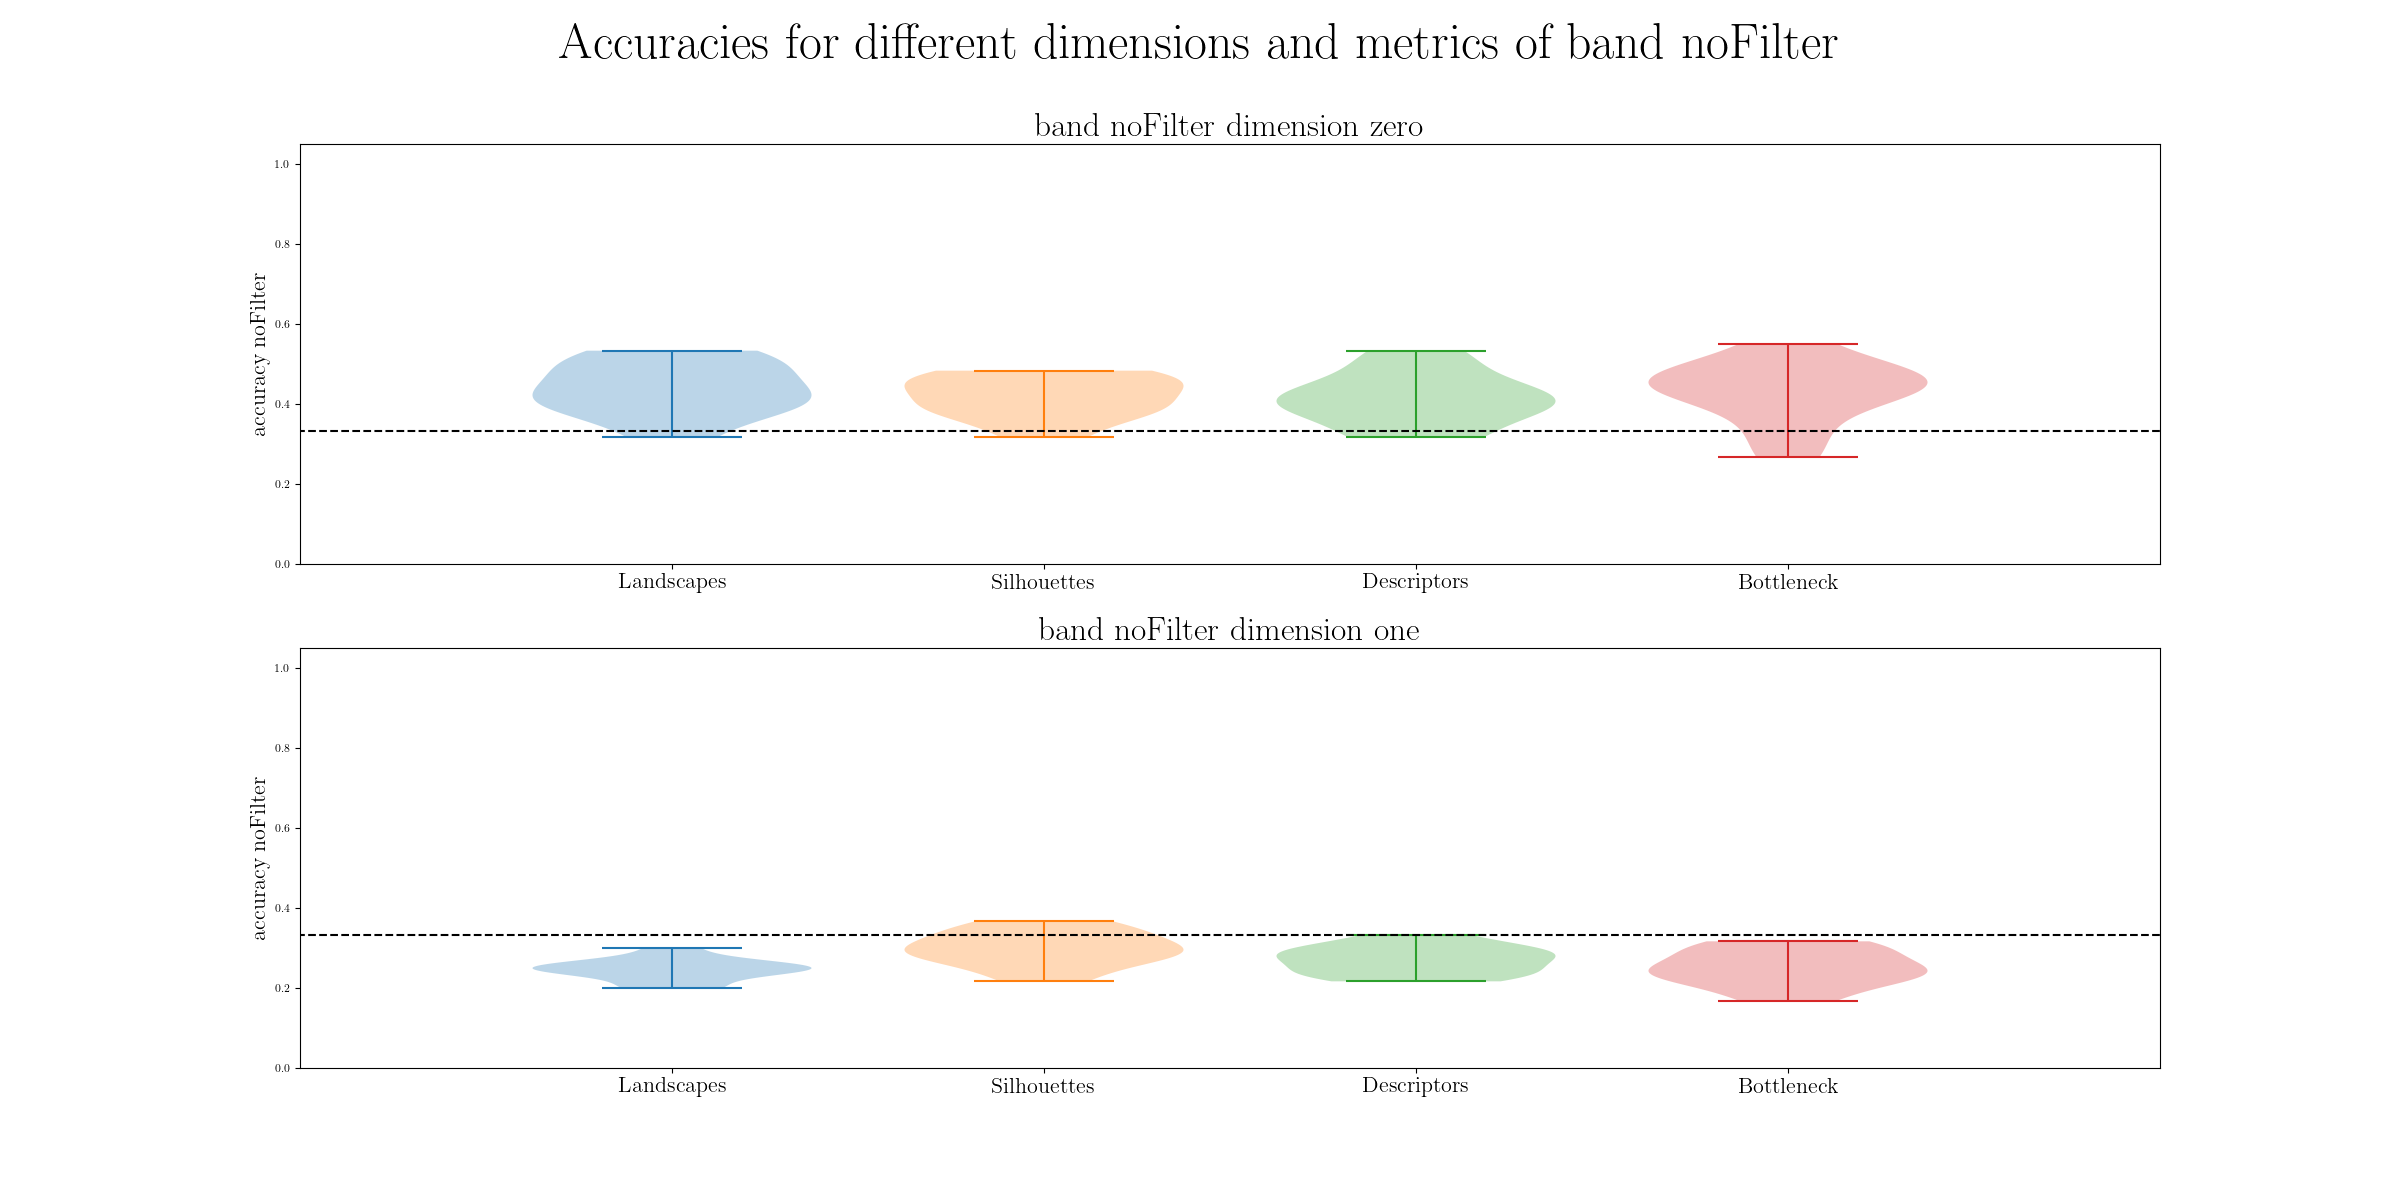 Accuracies for different dimensions and metrics of band noFilter
band noFilter dimension zero
accuracy noFilter
1.0
0.8
0.6
0.4
0.2
0.0
Landscapes Silhouettes Descriptors Bottleneck
band noFilter dimension one
accuracy noFilter
1.0
0.8
0.6
0.4
0.2
0.0
Landscapes Silhouettes Descriptors Bottleneck